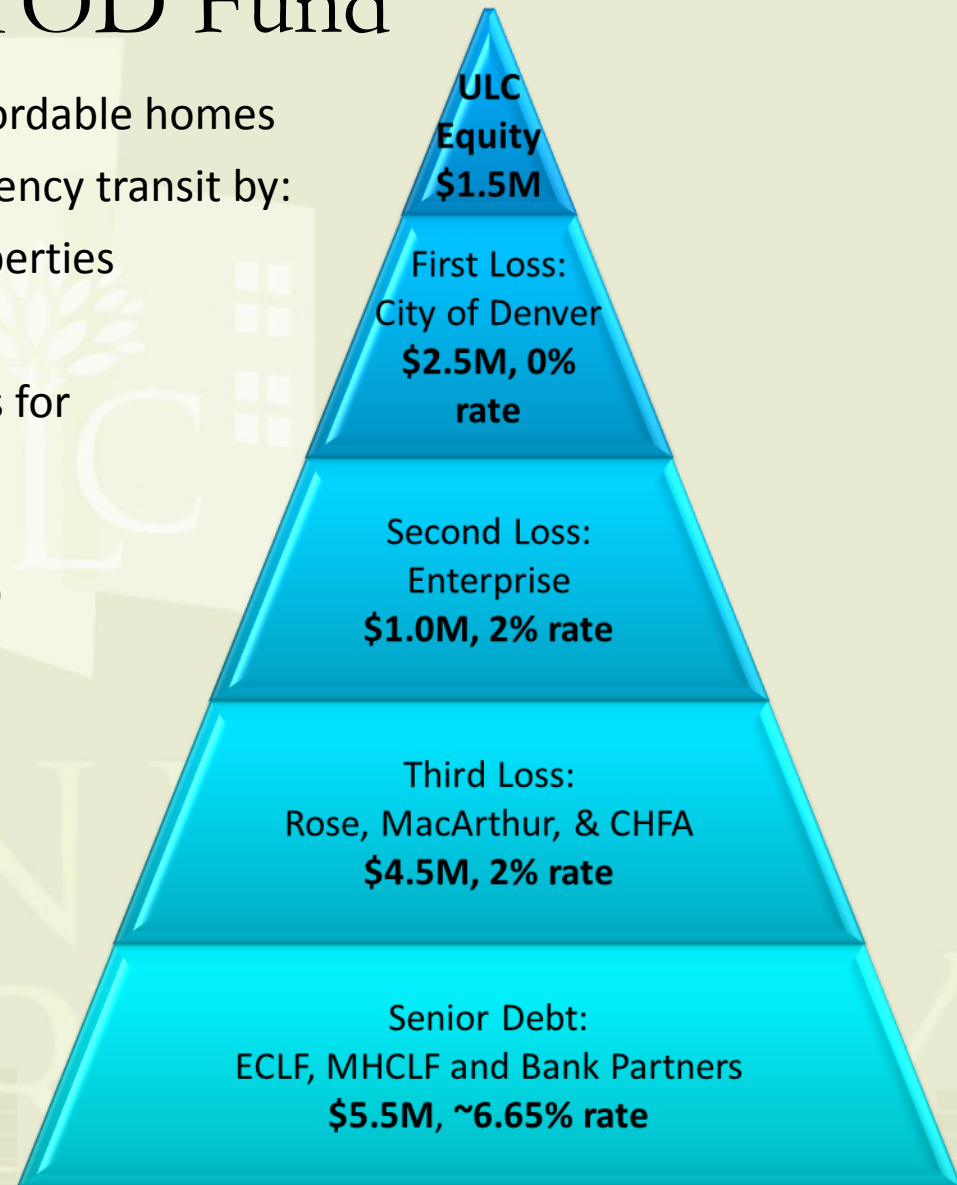 TOD Fund
ordable homes
ency transit by:
perties
s for
ULC
Equity
$1.5M
First Loss:
City of Denver
$2.5M, 0%
rate
Second Loss:
Enterprise
$1.0M, 2% rate
Third Loss:
Rose, MacArthur, & CHFA
$4.5M, 2% rate
Senior Debt:
ECLF, MHCLF and Bank Partners
$5.5M, ~6.65% rate
LC